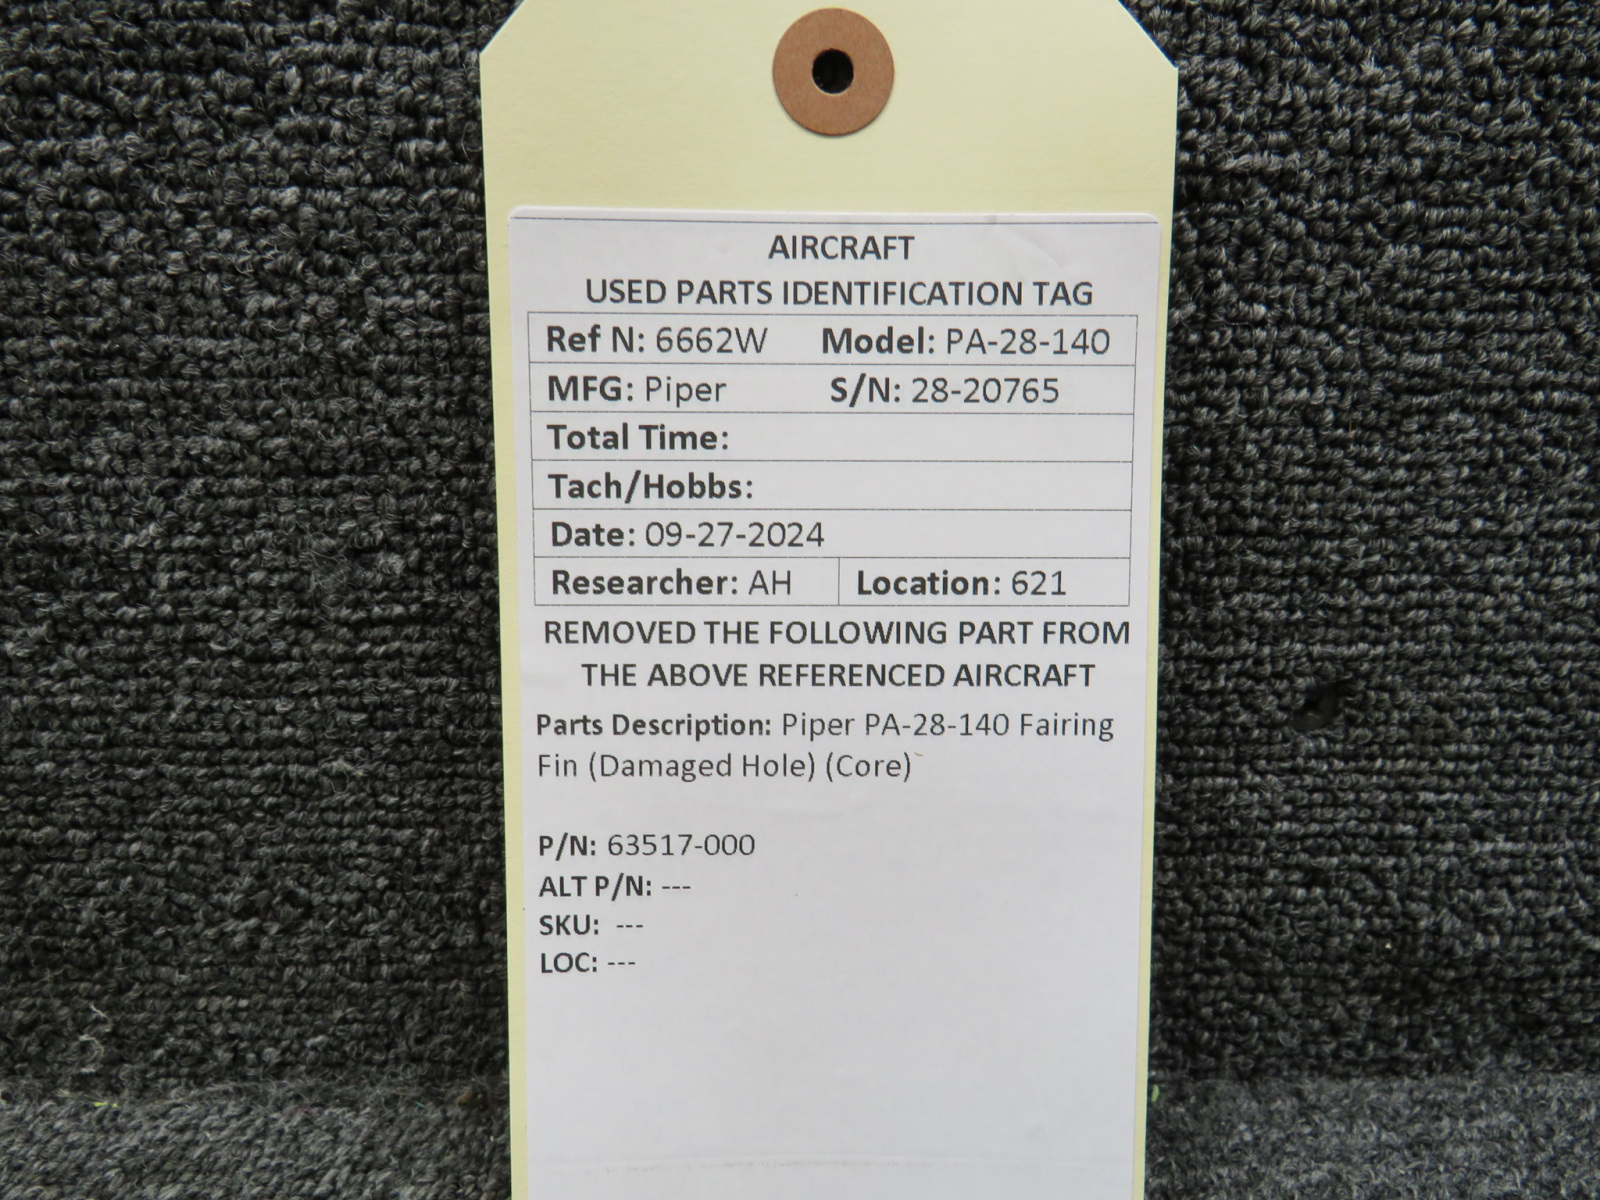 AIRCRAFT
USED PARTS IDENTIFICATION TAG
Ref N: 6662W Model: PA-28-140
MFG: Piper S/N: 28-20765
Total Time:
Tach/Hobbs:
Date: 09-27-2024
Researcher: AH Location: 621
REMOVED THE FOLLOWING PART FROM
THE ABOVE REFERENCED AIRCRAFT
Parts Description: Piper PA-28-140 Fairing
Fin (Damaged Hole) (Core)
P/N: 63517-000
ALT P/N: ---
SKU: ---
LOC: ---